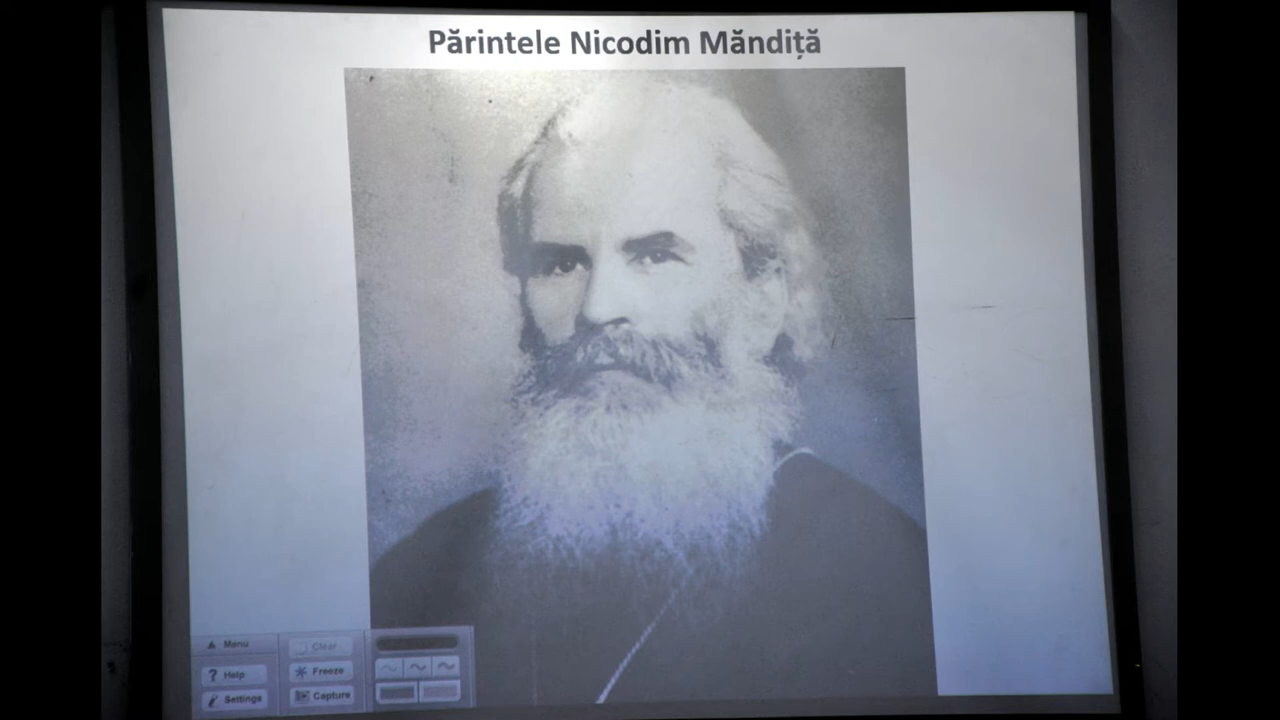 Părintele Nicodim Măndiță
Menu
Clear
? Help
Freeze
Settings
Capture